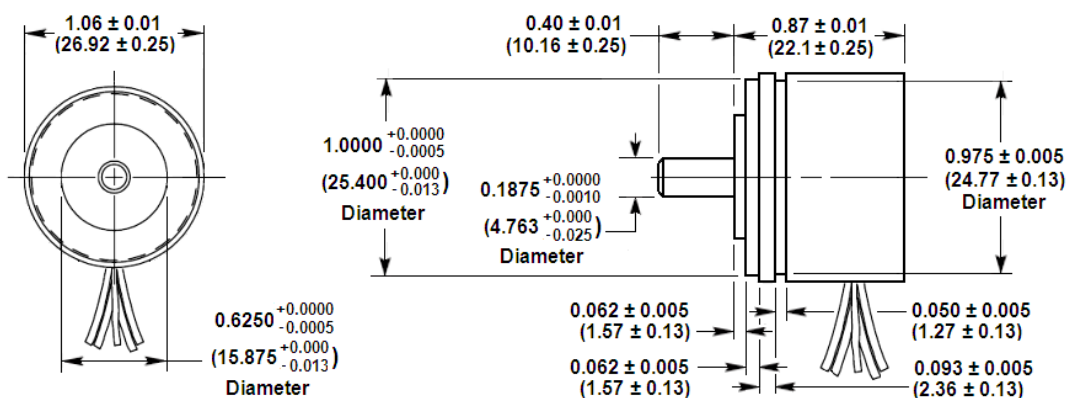 1.06 ± 0.01
(26.92 ± 0.25)
0.40 ± 0.01
(10.16 ± 0.25)
0.87 ± 0.01
(22.1 ± 0.25)
1.0000 +0.0000
-0.0005
(25.400 +0.000
-0.013)
Diameter
0.1875 +0.0000
-0.0010
(4.763 +0.000
-0.025)
Diameter
0.975 ± 0.005
(24.77 ± 0.13)
Diameter
0.6250 +0.0000
-0.0005
(15.875 +0.000
-0.013)
Diameter
0.062 ± 0.005
(1.57 ± 0.13)
0.050 ± 0.005
(1.27 ± 0.13)
0.062 ± 0.005
(1.57 ± 0.13)
0.093 ± 0.005
(2.36 ± 0.13)